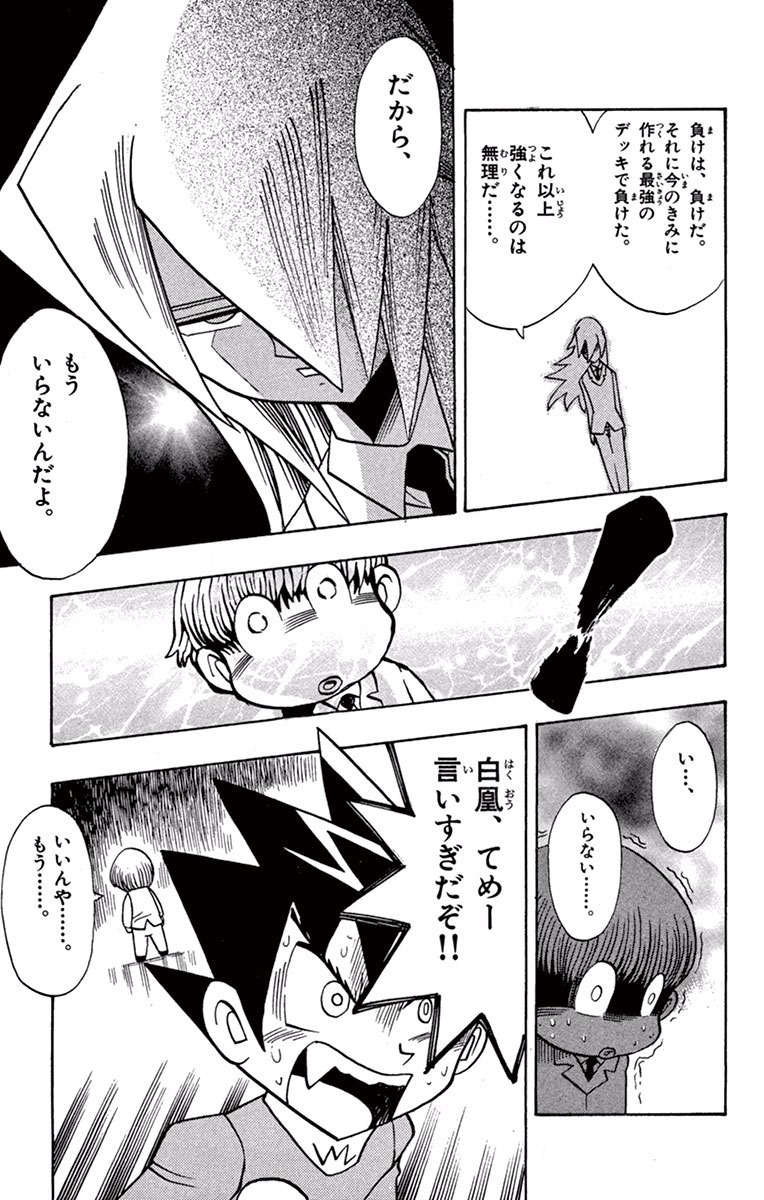 負けは、負けだ。
それに今のきみに
作れる最強の
デッキで負けた。
これ以上
強くなるのは
無理だ……。
だから、
もう
いらないんだよ。
い…、
いらない……。
白凰、てめー
言いすぎだぞ!!
いいんや……。
もう……。